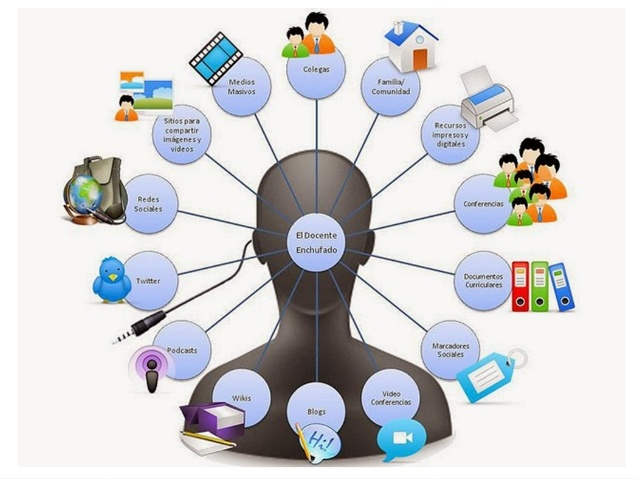 Colegas
Medios
Masivos
Familia/
Comunidad
Sitios para
compartir
imágenes y
videos
Recursos
impresos y
digitales
Redes
Sociales
Conferencias
El Docente
Enchufado
Twitter
Documentos
Curriculares
Podcasts
Marcadores
Sociales
Wikis
Blogs
Hi!
Video
Conferencias